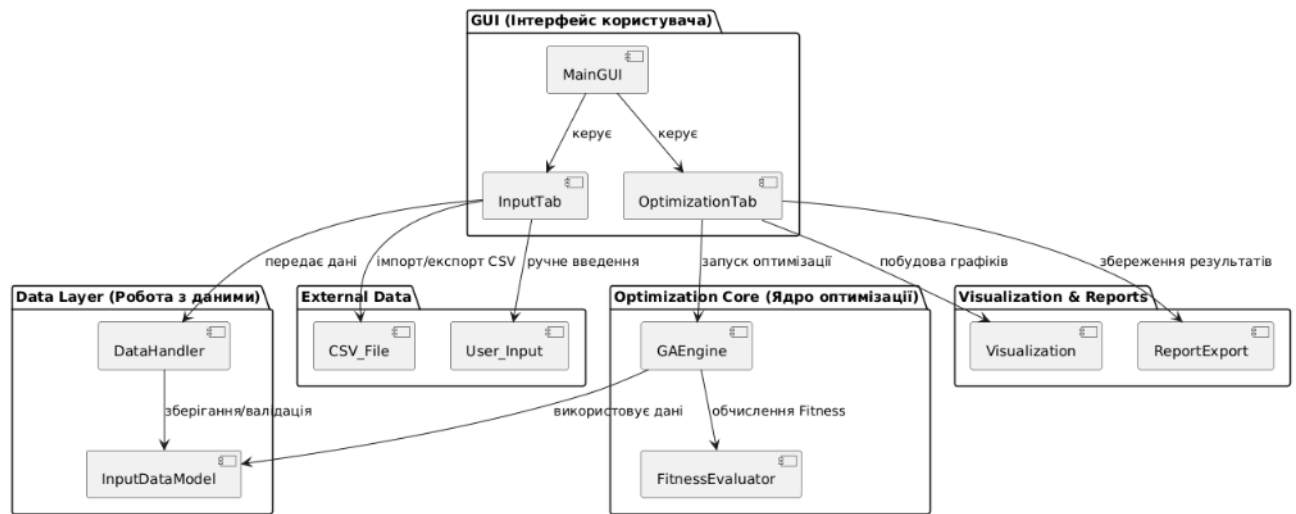 GUI (Інтерфейс користувача)
MainGUI
керує
керує
InputTab
OptimizationTab
передає дані
імпорт/експорт CSV
ручне введення
запуск оптимізації
побудова графіків
збереження результатів
Data Layer (Робота з даними)
External Data
Optimization Core (Ядро оптимізації)
Visualization & Reports
DataHandler
CSV_File
User_Input
GAEngine
Visualization
ReportExport
зберігання/валідація
використовує дані
обчислення Fitness
InputDataModel
FitnessEvaluator